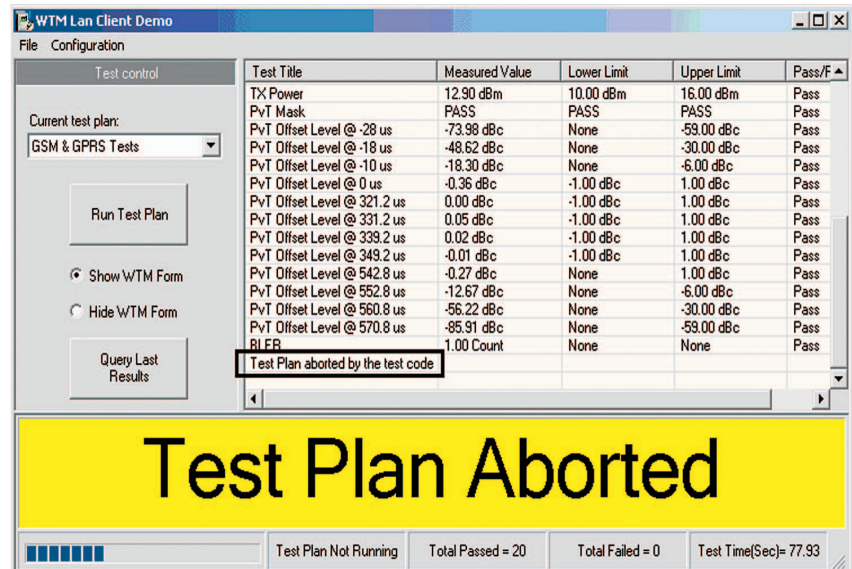 WTM Lan Client Demo
File Configuration
Test control
Current test plan:
GSM & GPRS Tests
Run Test Plan
Show WTM Form
Hide WTM Form
Query Last
Results
Test Title Measured Value Lower Limit Upper Limit Pass/F
TX Power 12.90 dBm 10.00 dBm 16.00 dBm Pass
PvT Mask PASS PASS PASS Pass
PvT Offset Level @ -28 us -73.98 dBc None -59.00 dBc Pass
PvT Offset Level @ -18 us -48.62 dBc None -30.00 dBc Pass
PvT Offset Level @ -10 us -18.30 dBc None -6.00 dBc Pass
PvT Offset Level @ 0 us -0.36 dBc -1.00 dBc 1.00 dBc Pass
PvT Offset Level @ 321.2 us 0.00 dBc -1.00 dBc 1.00 dBc Pass
PvT Offset Level @ 331.2 us 0.05 dBc -1.00 dBc 1.00 dBc Pass
PvT Offset Level @ 339.2 us 0.02 dBc -1.00 dBc 1.00 dBc Pass
PvT Offset Level @ 349.2 us -0.01 dBc -1.00 dBc 1.00 dBc Pass
PvT Offset Level @ 542.8 us -0.27 dBc None 1.00 dBc Pass
PvT Offset Level @ 552.8 us -12.67 dBc None -6.00 dBc Pass
PvT Offset Level @ 560.8 us -56.22 dBc None -30.00 dBc Pass
PvT Offset Level @ 570.8 us -85.91 dBc None -59.00 dBc Pass
BLER 1.00 Count None None Pass
Test Plan aborted by the test code
Test Plan Aborted
Test Plan Not Running Total Passed = 20 Total Failed = 0 Test Time(Sec)= 77.93